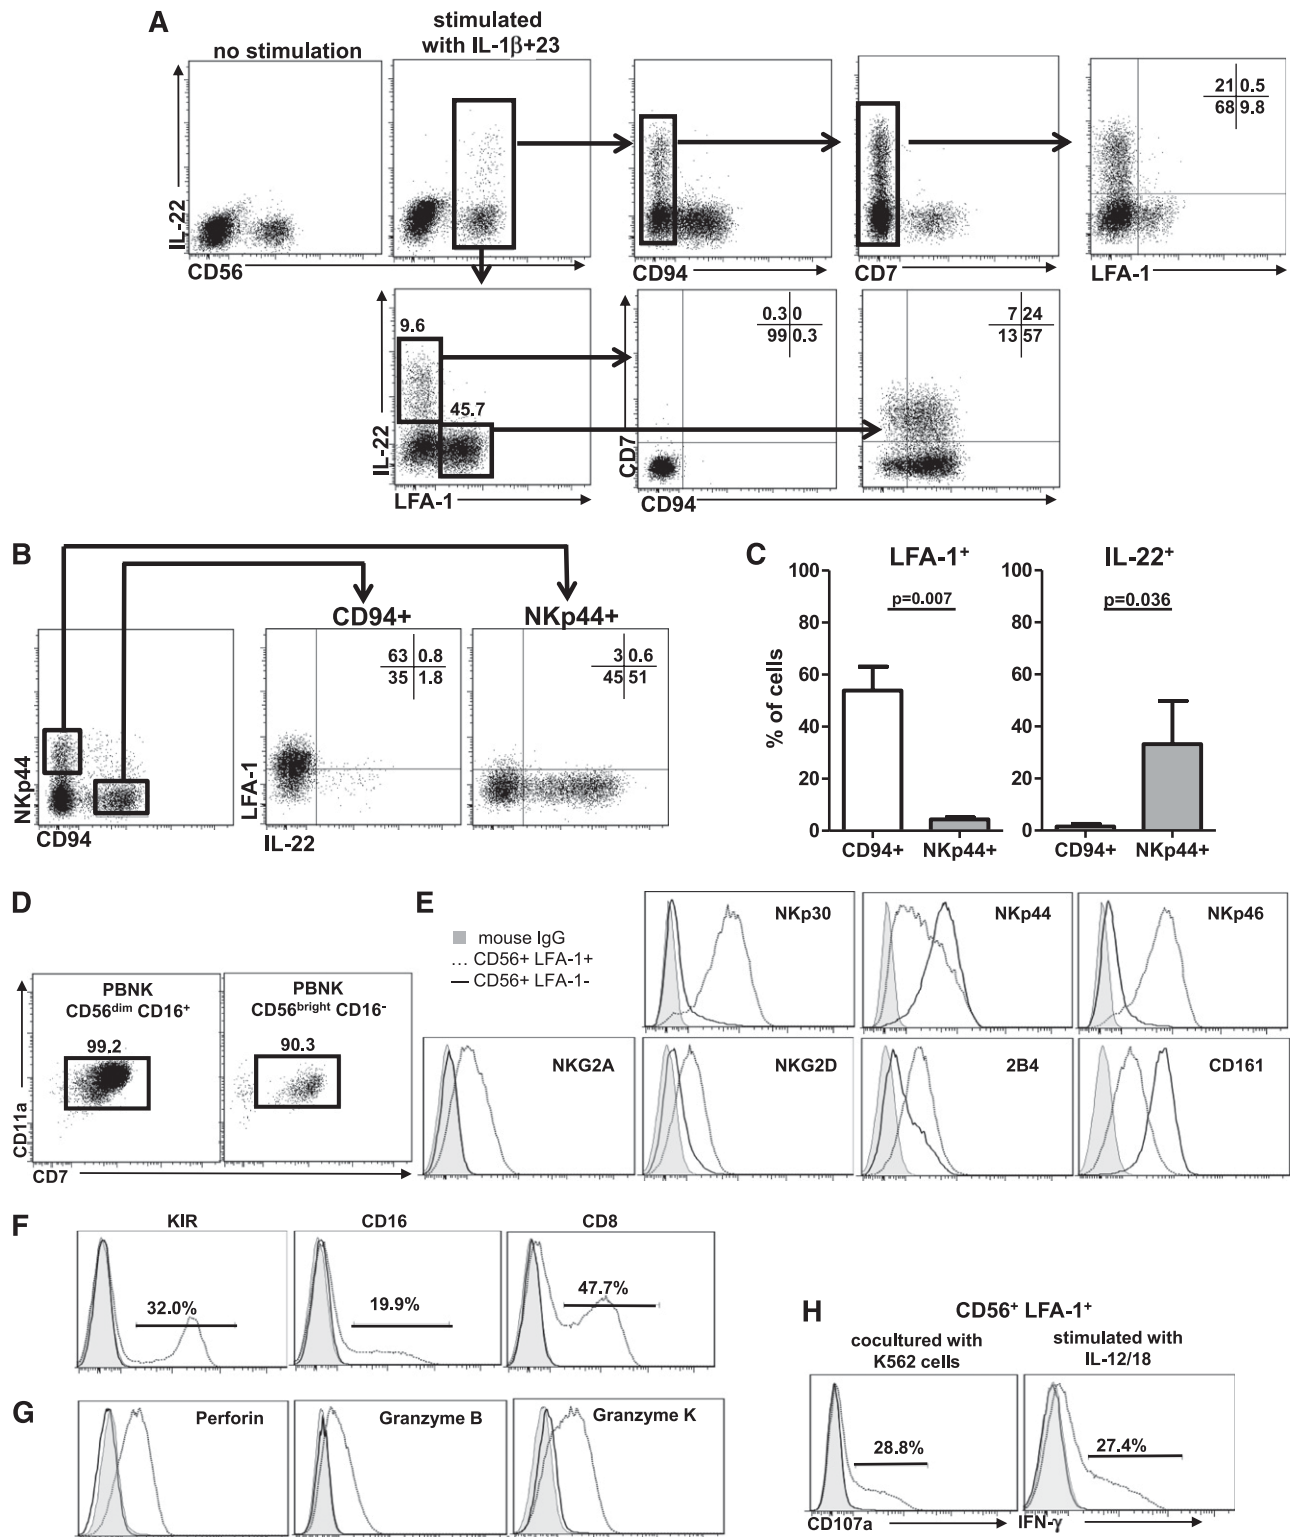 A
no stimulation
stimulated
with IL-1β+23
21 0.5
68 9.8
IL-22
CD56
CD94
CD7
LFA-1
9.6
45.7
0.3 0
99 0.3
7 24
13 57
IL-22
CD7
LFA-1
CD94
B
CD94+
NKp44+
63 0.8
35 1.8
3 0.6
45 51
NKp44
LFA-1
CD94
IL-22
C
LFA-1+
IL-22+
100
80
60
40
20
0
100
80
60
40
20
0
p=0.007
p=0.036
% of cells
CD94+ NKp44+
CD94+ NKp44+
D
PBNK
CD56dim CD16+
99.2
PBNK
CD56bright CD16-
90.3
CD11a
CD7
E
mouse IgG
... CD56+ LFA-1+
— CD56+ LFA-1-
NKp30
NKp44
NKp46
NKG2A
NKG2D
2B4
CD161
F
KIR
CD16
CD8
32.0%
19.9%
47.7%
G
Perforin
Granzyme B
Granzyme K
H
CD56+ LFA-1+
cocultured with
K562 cells
stimulated with
IL-12/18
28.8%
27.4%
CD107a
IFN-γ